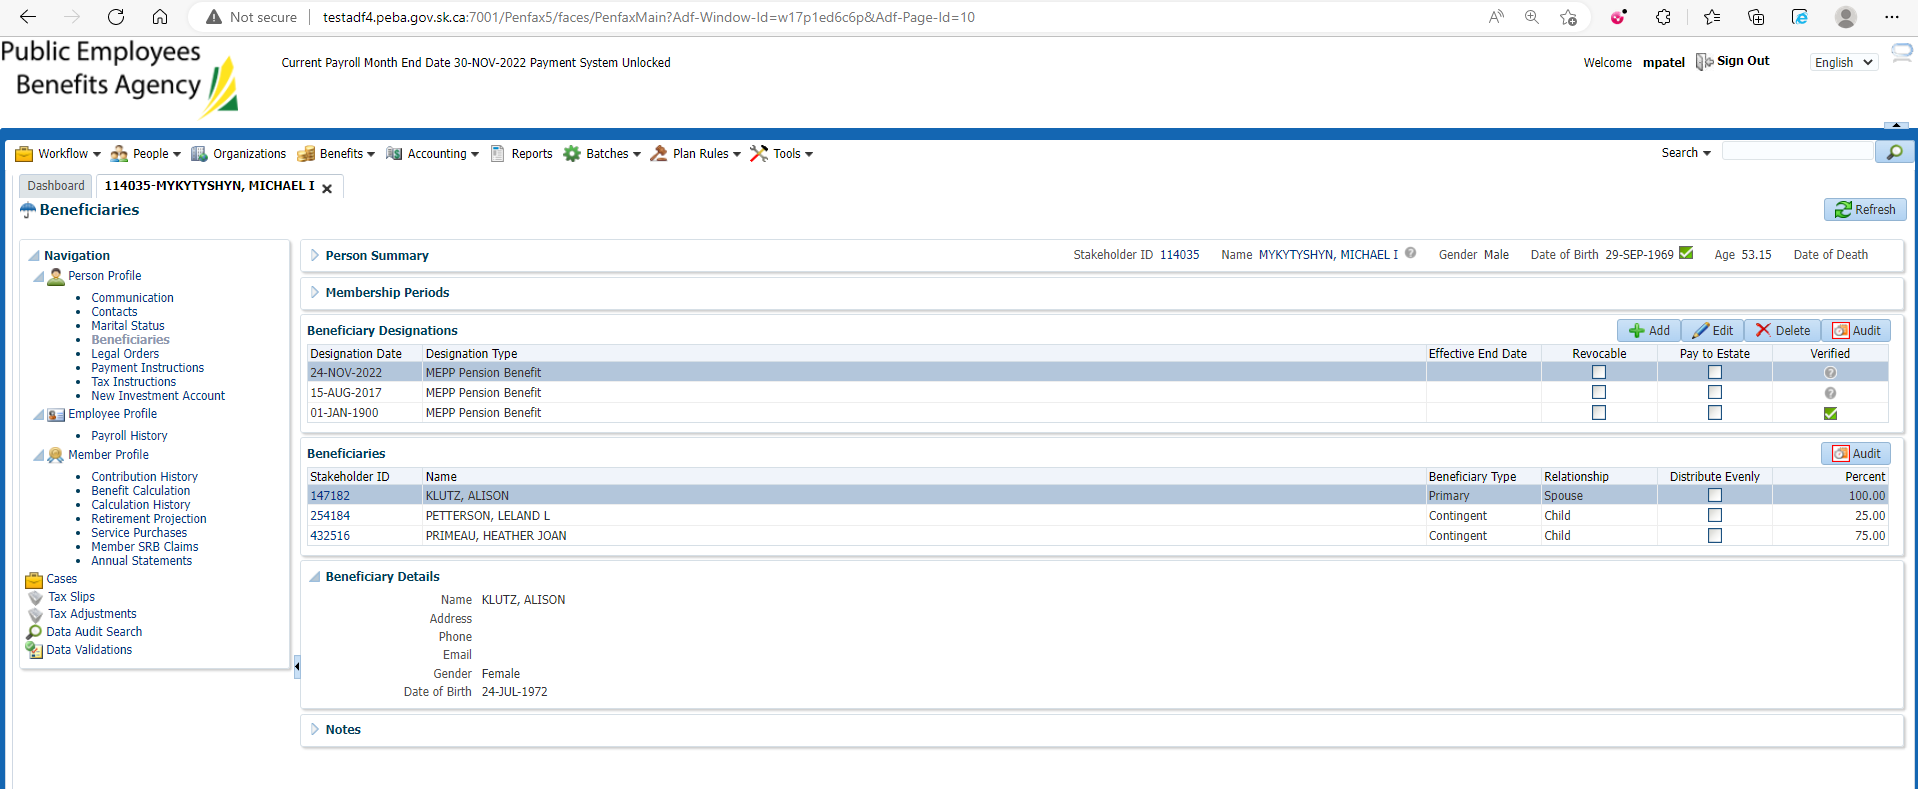 Not secure testadf4.peba.gov.sk.ca:7001/Penfax5/faces/PenfaxMain?Adf-Window-Id=w17p1ed6c6p&Adf-Page-Id=10
Public Employees
Benefits Agency
Current Payroll Month End Date 30-NOV-2022 Payment System Unlocked
Welcome mpatel Sign Out English
Workflow People Organizations Benefits Accounting Reports Batches Plan Rules Tools Search
Dashboard 114035-MYKYTYSHYN, MICHAEL I
Beneficiaries
Refresh
Navigation
Person Profile
Communication
Contacts
Marital Status
Beneficiaries
Legal Orders
Payment Instructions
Tax Instructions
New Investment Account
Employee Profile
Payroll History
Member Profile
Contribution History
Benefit Calculation
Calculation History
Retirement Projection
Service Purchases
Member SRB Claims
Annual Statements
Cases
Tax Slips
Tax Adjustments
Data Audit Search
Data Validations
Person Summary Stakeholder ID 114035 Name MYKYTYSHYN, MICHAEL I Gender Male Date of Birth 29-SEP-1969 Age 53.15 Date of Death
Membership Periods
Beneficiary Designations Add Edit Delete Audit
Designation Date Designation Type Effective End Date Revocable Pay to Estate Verified
24-NOV-2022 MEPP Pension Benefit
15-AUG-2017 MEPP Pension Benefit
01-JAN-1900 MEPP Pension Benefit
Beneficiaries Audit
Stakeholder ID Name Beneficiary Type Relationship Distribute Evenly Percent
147182 KLUTZ, ALISON Primary Spouse 100.00
254184 PETTERSON, LELAND L Contingent Child 25.00
432516 PRIMEAU, HEATHER JOAN Contingent Child 75.00
Beneficiary Details
Name KLUTZ, ALISON
Address
Phone
Email
Gender Female
Date of Birth 24-JUL-1972
Notes